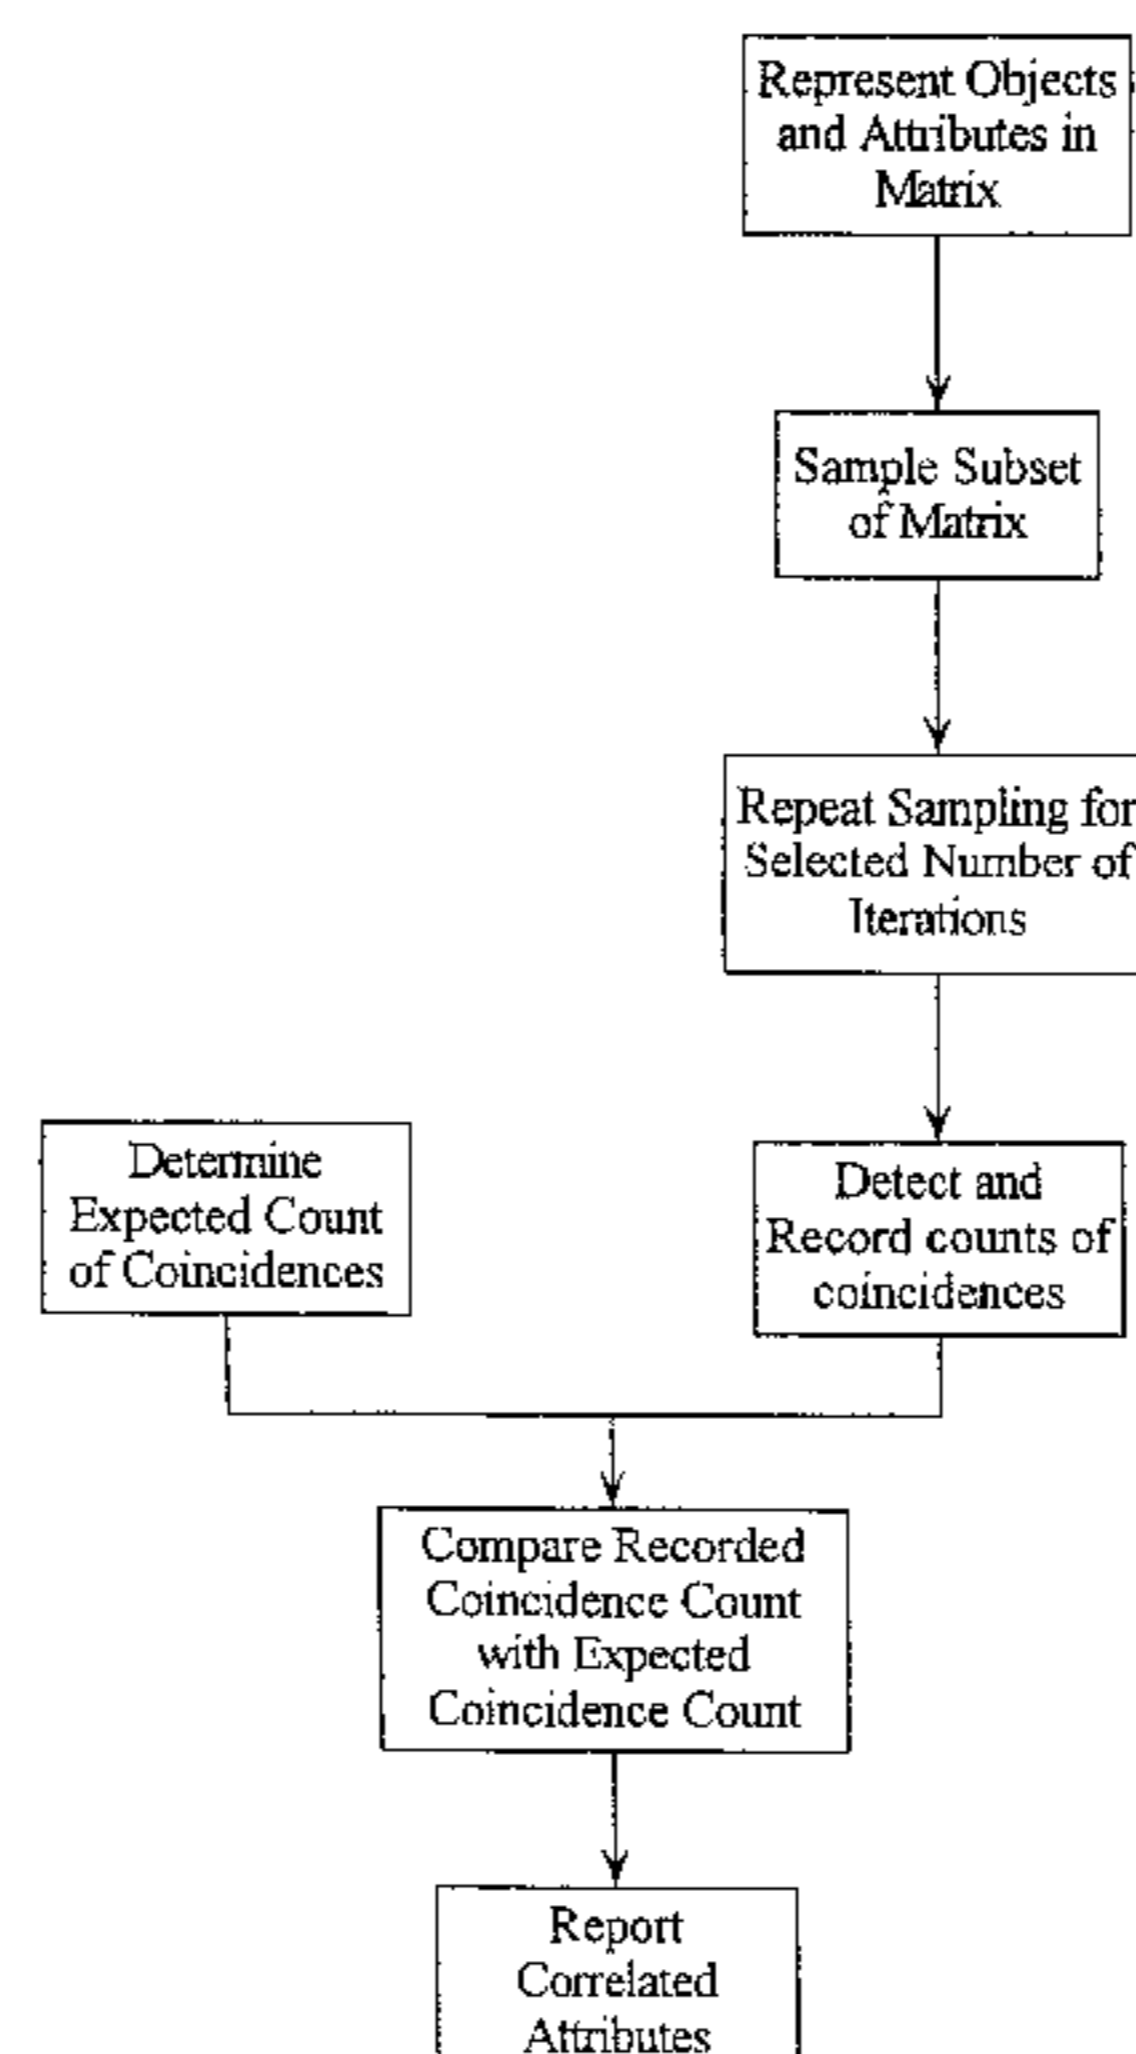 Represent Objects
and Attributes in
Matrix
Sample Subset
of Matrix
Repeat Sampling for
Selected Number of
Iterations
Determine
Expected Count
of Coincidences
Detect and
Record counts of
coincidences
Compare Recorded
Coincidence Count
with Expected
Coincidence Count
Report
Correlated
Attributes